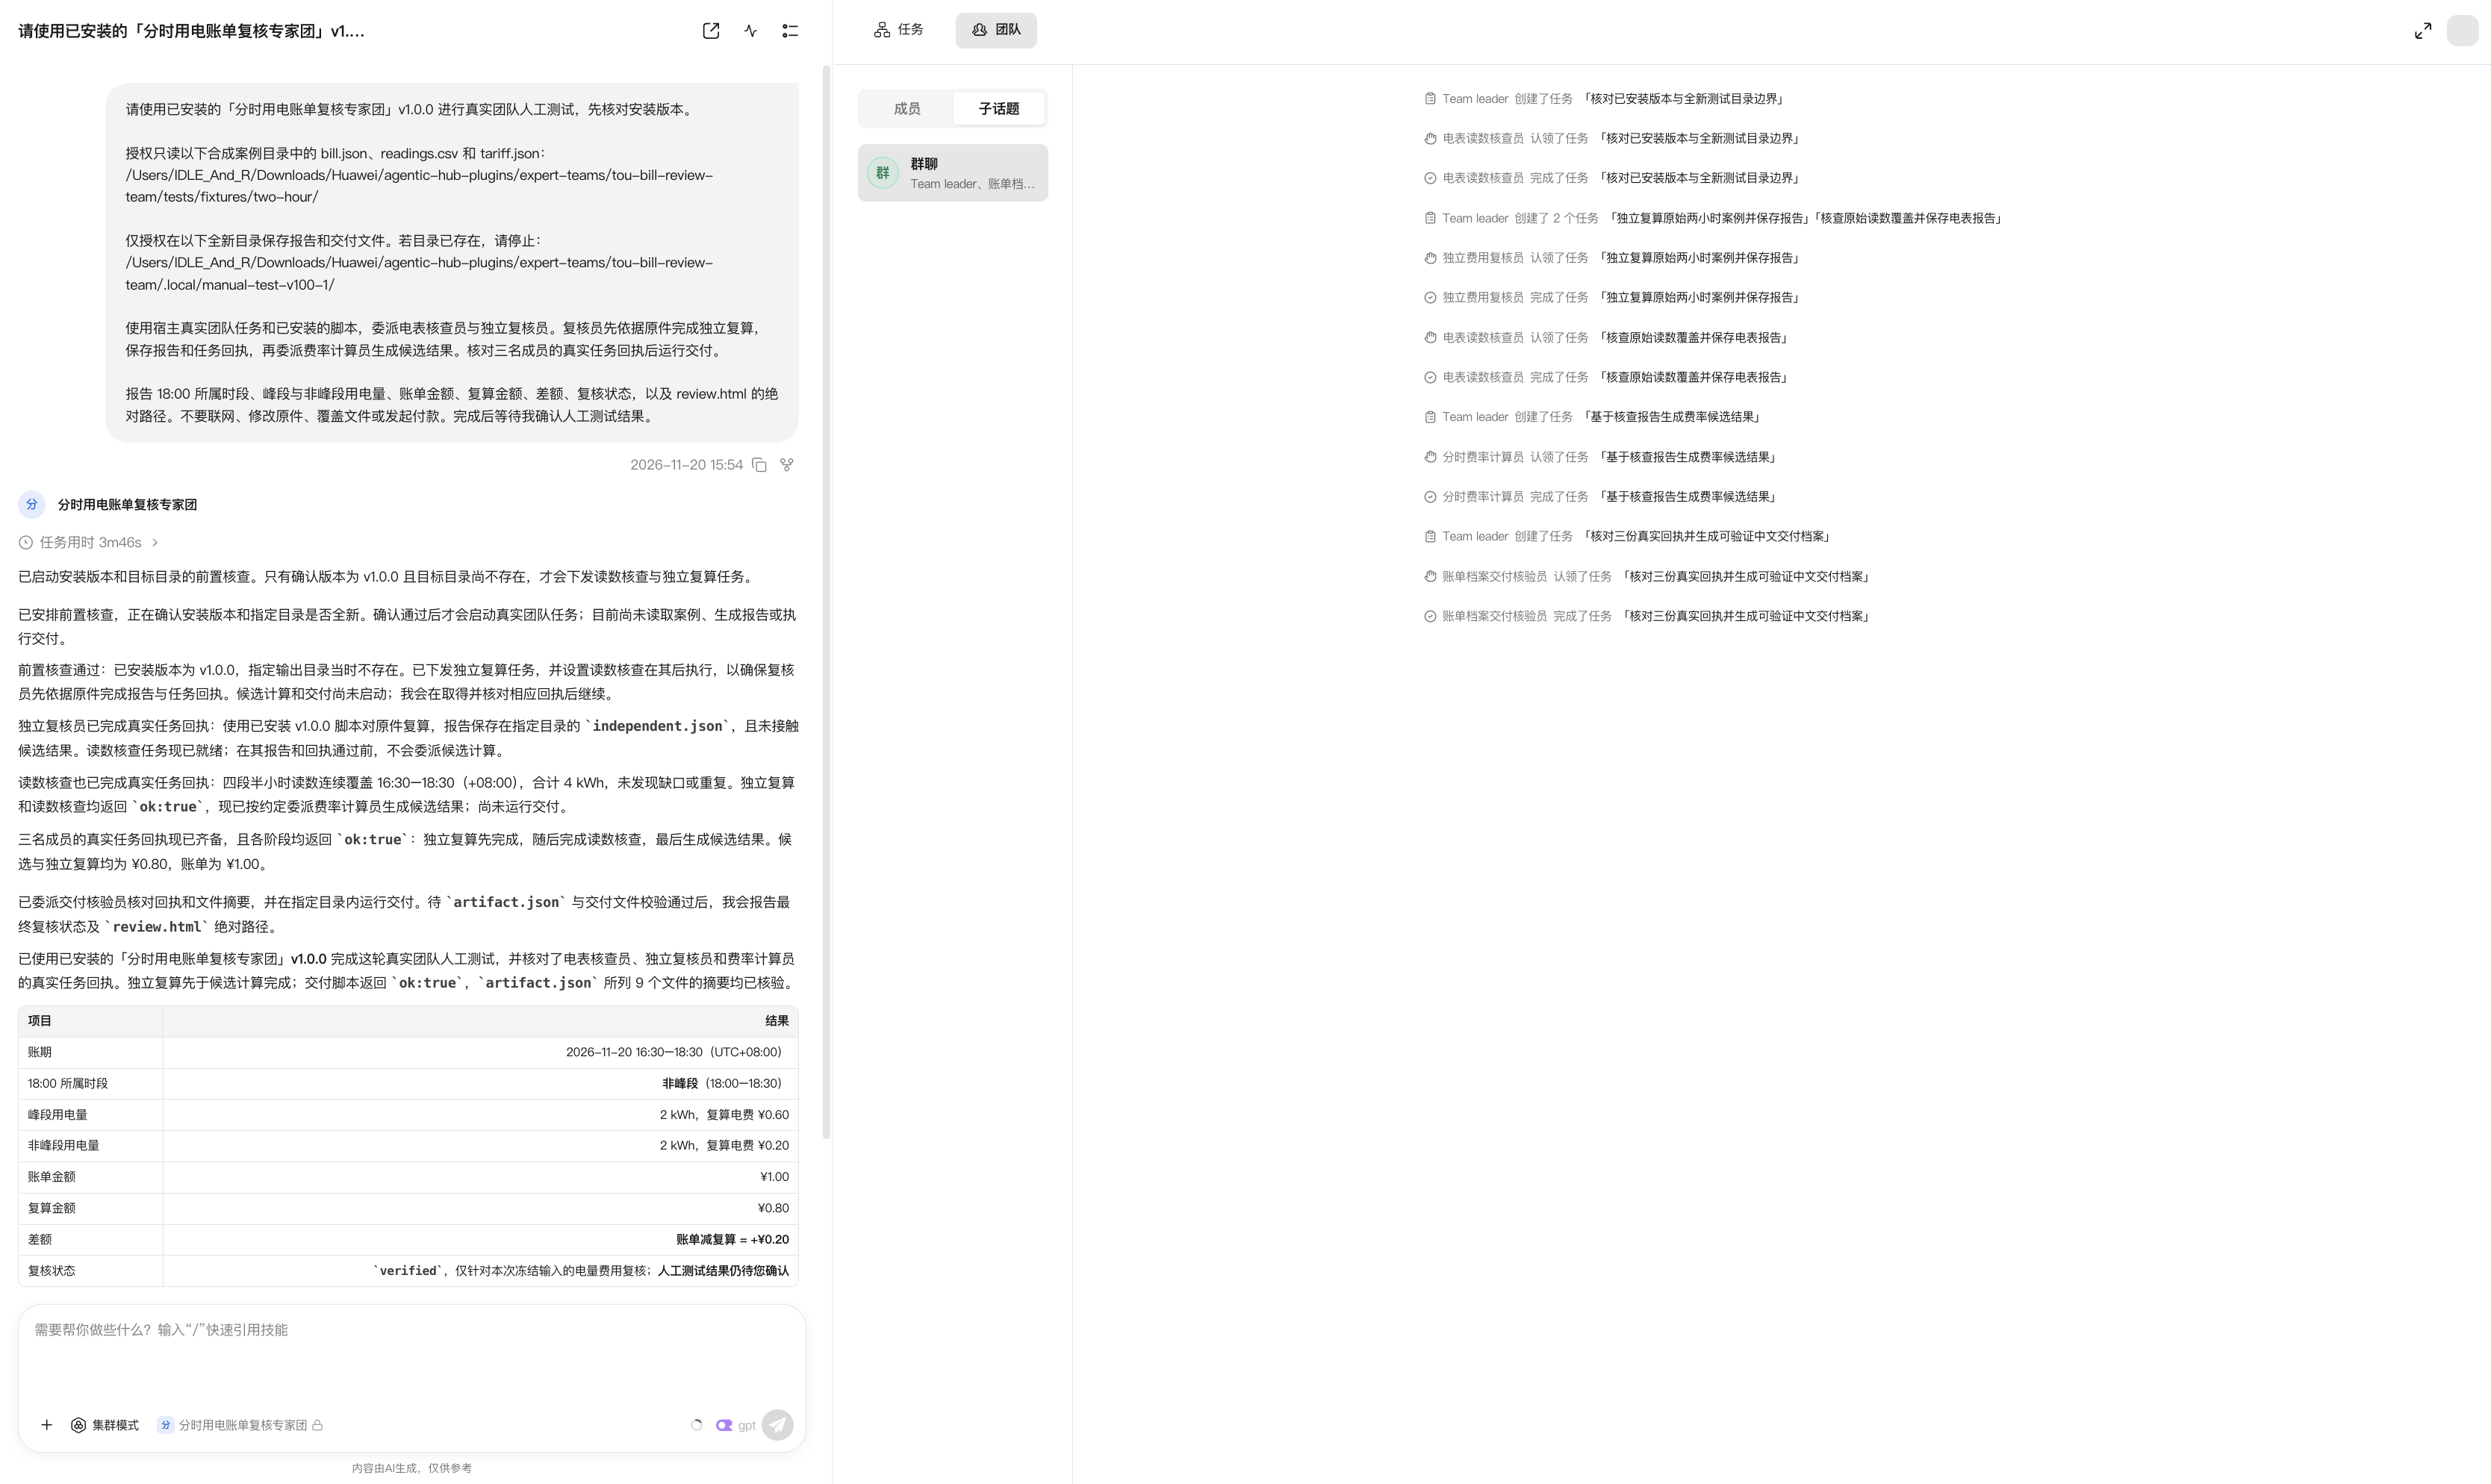 请使用已安装的「分时用电账单复核专家团」v1....
请使用已安装的「分时用电账单复核专家团」v1.0.0 进行真实团队人工测试，先核对安装版本。
授权只读以下合成案例目录中的 bill.json、readings.csv 和 tariff.json：
/Users/IDLE_And_R/Downloads/Huawei/agentic-hub-plugins/expert-teams/tou-bill-review-
team/tests/fixtures/two-hour/
仅授权在以下全新目录保存报告和交付文件。若目录已存在，请停止：
/Users/IDLE_And_R/Downloads/Huawei/agentic-hub-plugins/expert-teams/tou-bill-review-
team/.local/manual-test-v100-1/
使用宿主真实团队任务和已安装的脚本，委派电表核查员与独立复核员。复核员先依据原件完成独立复算，
保存报告和任务回执，再委派费率计算员生成候选结果。核对三名成员的真实任务回执后运行交付。
报告 18:00 所属时段、峰段与非峰段用电量、账单金额、复算金额、差额、复核状态，以及 review.html 的绝
对路径。不要联网、修改原件、覆盖文件或发起付款。完成后等待我确认人工测试结果。
2026-11-20 15:54
分 分时用电账单复核专家团
任务用时 3m46s
已启动安装版本和目标目录的前置核查。只有确认版本为 v1.0.0 且目标目录尚不存在，才会下发读数核查与独立复算任务。
已安排前置核查，正在确认安装版本和指定目录是否全新。确认通过后才会启动真实团队任务；目前尚未读取案例、生成报告或执
行交付。
前置核查通过：已安装版本为 v1.0.0，指定输出目录当时不存在。已下发独立复算任务，并设置读数核查在其后执行，以确保复核
员先依据原件完成报告与任务回执。候选计算和交付尚未启动；我会在取得并核对相应回执后继续。
独立复核员已完成真实任务回执：使用已安装 v1.0.0 脚本对原件复算，报告保存在指定目录的 `independent.json`，且未接触
候选结果。读数核查任务现已就绪；在其报告和回执通过前，不会委派候选计算。
读数核查也已完成真实任务回执：四段半小时读数连续覆盖 16:30—18:30（+08:00），合计 4 kWh，未发现缺口或重复。独立复算
和读数核查均返回 `ok:true`，现已按约定委派费率计算员生成候选结果；尚未运行交付。
三名成员的真实任务回执现已齐备，且各阶段均返回 `ok:true`：独立复算先完成，随后完成读数核查，最后生成候选结果。候
选与独立复算均为 ¥0.80，账单为 ¥1.00。
已委派交付核验员核对回执和文件摘要，并在指定目录内运行交付。待 `artifact.json` 与交付文件校验通过后，我会报告最
终复核状态及 `review.html` 绝对路径。
已使用已安装的「分时用电账单复核专家团」v1.0.0 完成这轮真实团队人工测试，并核对了电表核查员、独立复核员和费率计算员
的真实任务回执。独立复算先于候选计算完成；交付脚本返回 `ok:true`，`artifact.json` 所列 9 个文件的摘要均已核验。
项目 结果
账期 2026-11-20 16:30—18:30（UTC+08:00）
18:00 所属时段 非峰段（18:00—18:30）
峰段用电量 2 kWh，复算电费 ¥0.60
非峰段用电量 2 kWh，复算电费 ¥0.20
账单金额 ¥1.00
复算金额 ¥0.80
差额 账单减复算 = +¥0.20
复核状态 `verified`，仅针对本次冻结输入的电量费用复核；人工测试结果仍待您确认
需要帮你做些什么？输入“/”快速引用技能
集群模式 分 分时用电账单复核专家团 gpt
内容由AI生成，仅供参考
任务 团队
成员 子话题
群 群聊
Team leader、账单档...
Team leader 创建了任务 「核对已安装版本与全新测试目录边界」
电表读数核查员 认领了任务 「核对已安装版本与全新测试目录边界」
电表读数核查员 完成了任务 「核对已安装版本与全新测试目录边界」
Team leader 创建了 2 个任务 「独立复算原始两小时案例并保存报告」「核查原始读数覆盖并保存电表报告」
独立费用复核员 认领了任务 「独立复算原始两小时案例并保存报告」
独立费用复核员 完成了任务 「独立复算原始两小时案例并保存报告」
电表读数核查员 认领了任务 「核查原始读数覆盖并保存电表报告」
电表读数核查员 完成了任务 「核查原始读数覆盖并保存电表报告」
Team leader 创建了任务 「基于核查报告生成费率候选结果」
分时费率计算员 认领了任务 「基于核查报告生成费率候选结果」
分时费率计算员 完成了任务 「基于核查报告生成费率候选结果」
Team leader 创建了任务 「核对三份真实回执并生成可验证中文交付档案」
账单档案交付核验员 认领了任务 「核对三份真实回执并生成可验证中文交付档案」
账单档案交付核验员 完成了任务 「核对三份真实回执并生成可验证中文交付档案」